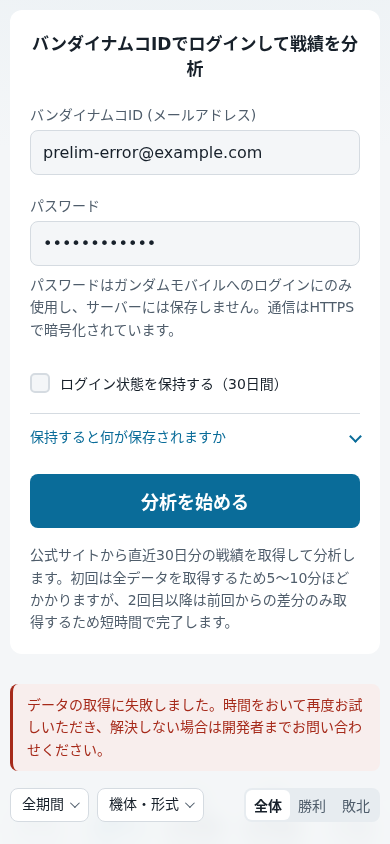 バンダイナムコIDでログインして戦績を分
析
バンダイナムコID (メールアドレス)
prelim-error@example.com
パスワード
••••••••••••
パスワードはガンダムモバイルへのログインにのみ
使用し、サーバーには保存しません。通信はHTTPS
で暗号化されています。
ログイン状態を保持する（30日間）
保持すると何が保存されますか
分析を始める
公式サイトから直近30日分の戦績を取得して分析し
ます。初回は全データを取得するため5〜10分ほど
かかりますが、2回目以降は前回からの差分のみ取
得するため短時間で完了します。
データの取得に失敗しました。時間をおいて再度お試
しいただき、解決しない場合は開発者までお問い合わ
せください。
全期間 機体・形式 全体 勝利 敗北